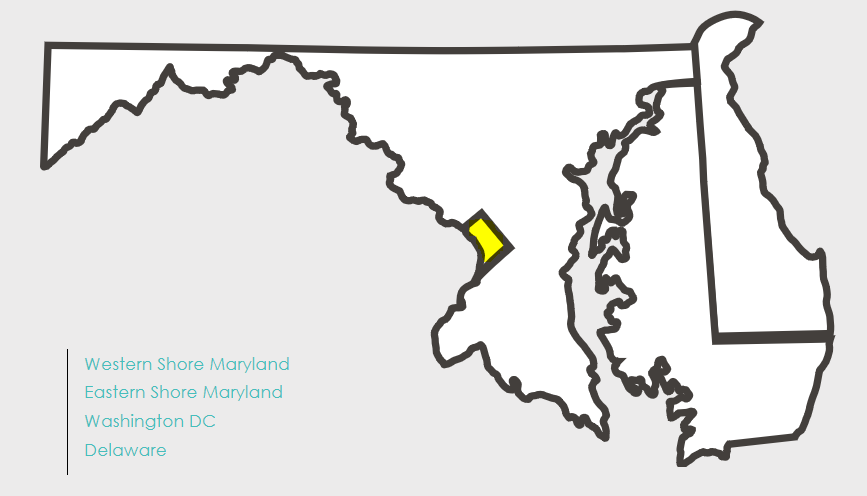 Western Shore Maryland
Eastern Shore Maryland
Washington DC
Delaware